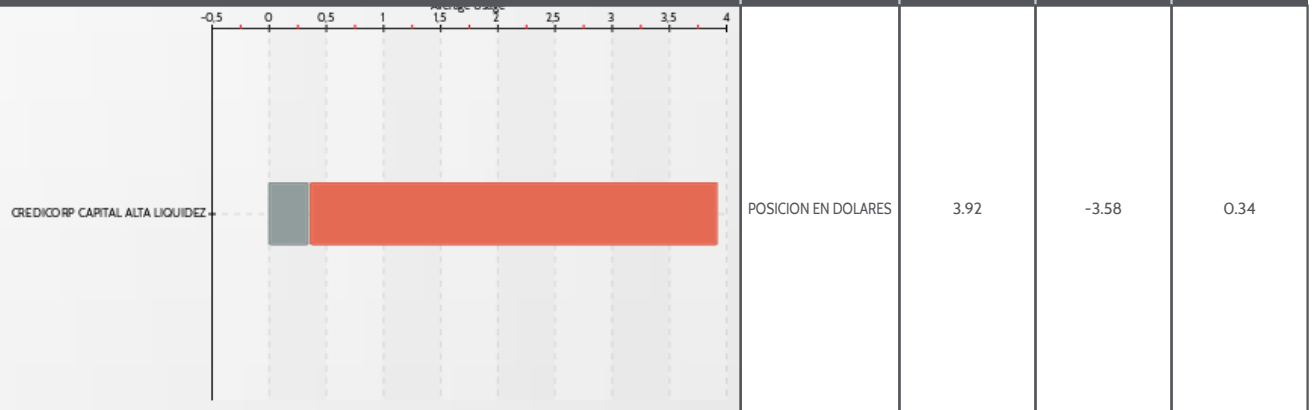 -0,5 0 0,5 1 1,5 2 2,5 3 3,5 4
CREDICORP CAPITAL ALTA LIQUIDEZ
POSICION EN DOLARES 3.92 -3.58 0.34